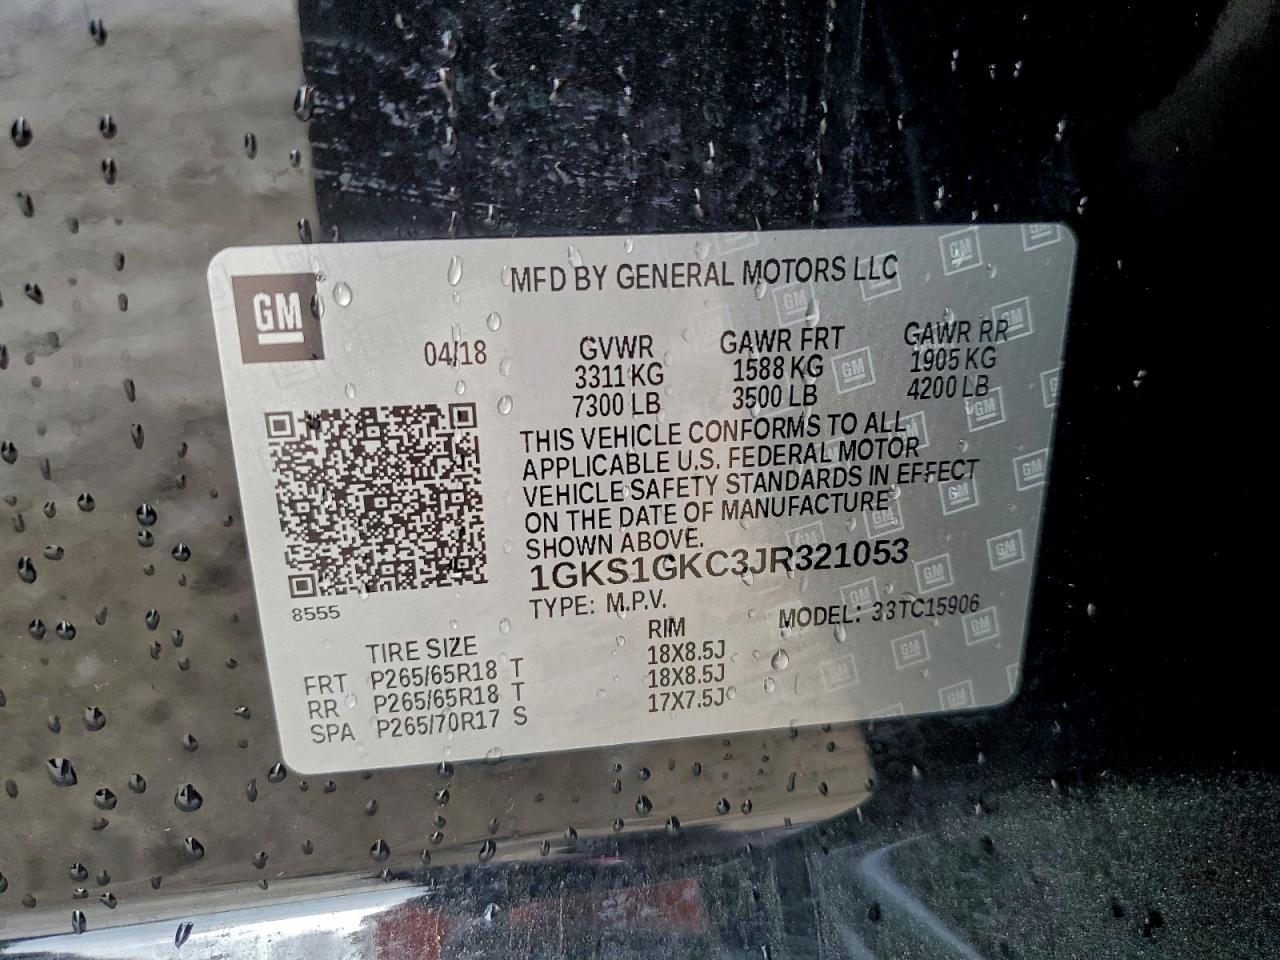 MFD BY GENERAL MOTORS LLC
GM
04/18 GVWR GAWR FRT GAWR RR
3311 KG 1588 KG 1905 KG
7300 LB 3500 LB 4200 LB
THIS VEHICLE CONFORMS TO ALL
APPLICABLE U.S. FEDERAL MOTOR
VEHICLE SAFETY STANDARDS IN EFFECT
ON THE DATE OF MANUFACTURE
SHOWN ABOVE.
1GKS1GKC3JR321053
8555 TYPE: M.P.V. MODEL: 33TC15906
TIRE SIZE RIM
FRT P265/65R18 T 18X8.5J
RR P265/65R18 T 18X8.5J
SPA P265/70R17 S 17X7.5J